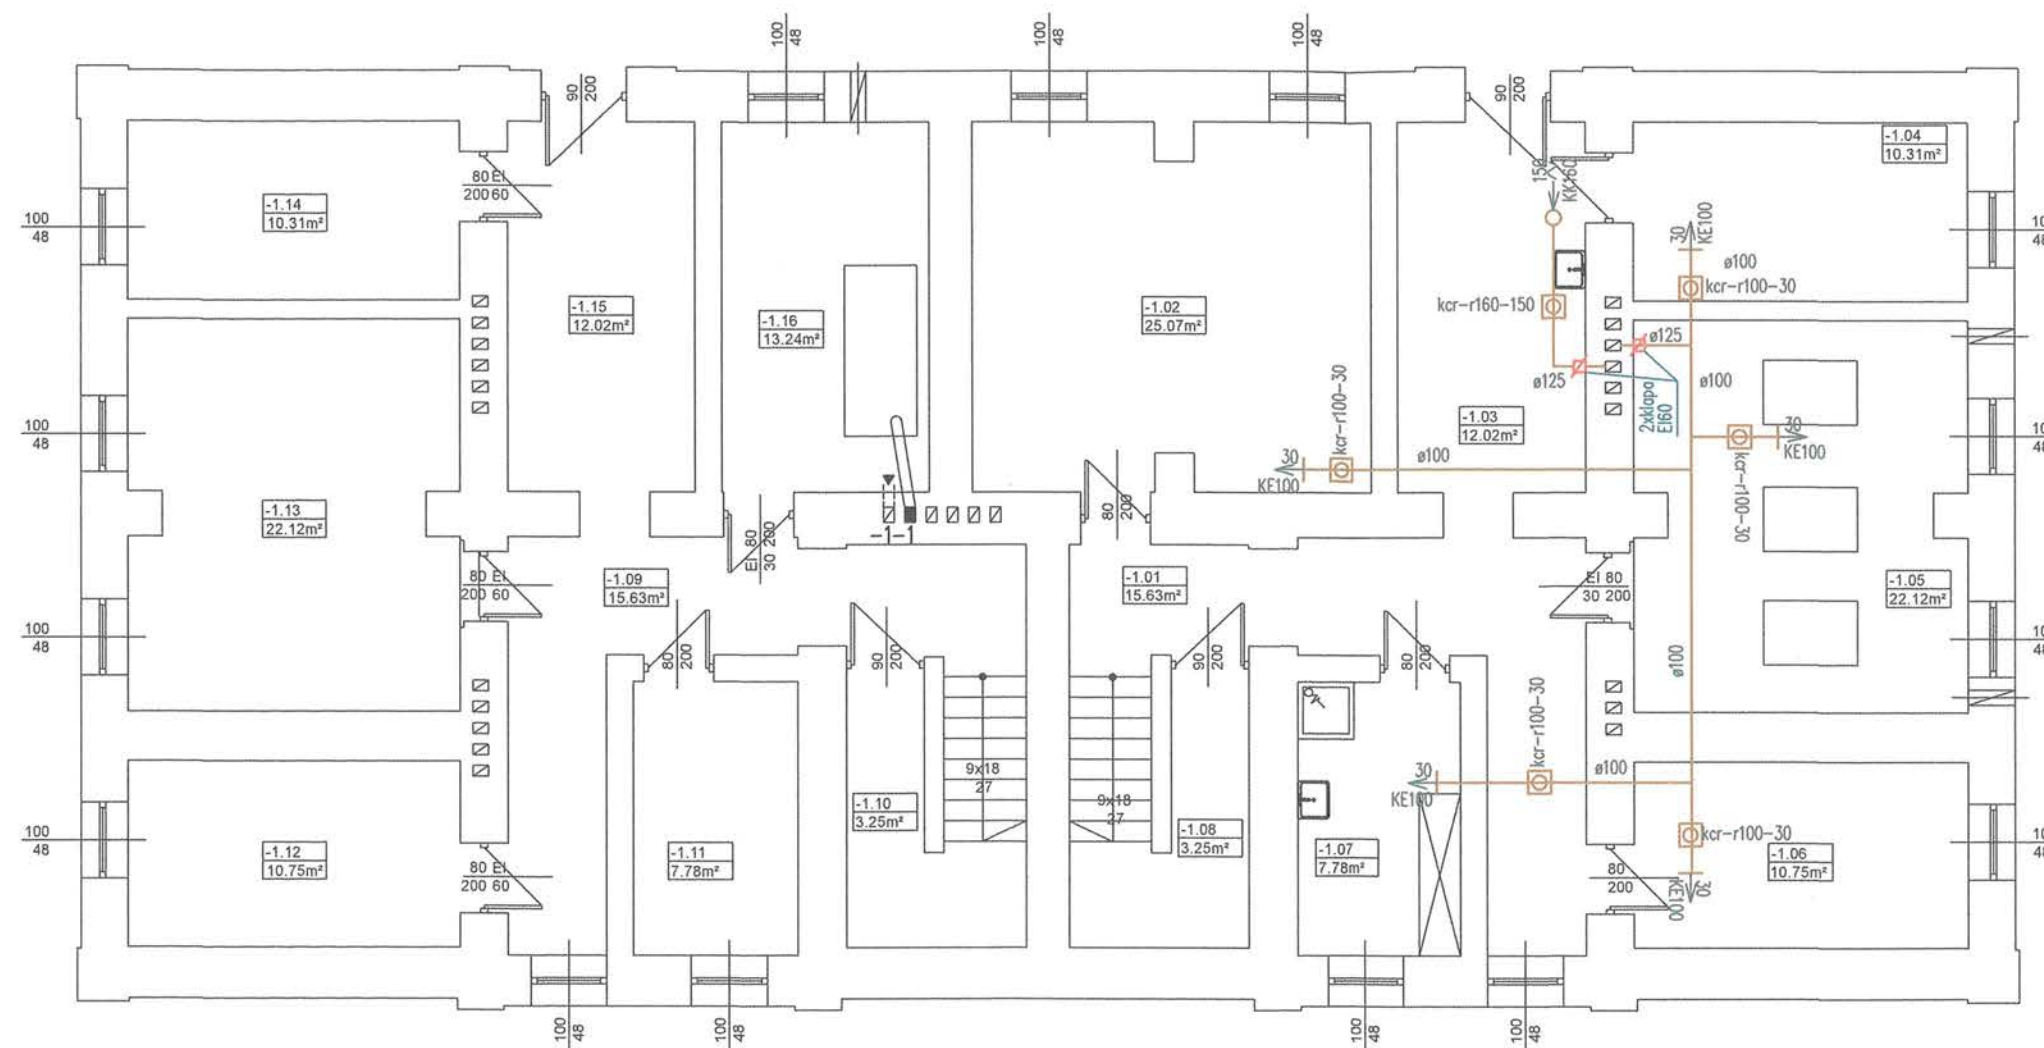 100
48
100
48
100
48
90
200
90
200
-1.04
10.31m²
150
KK160
80 EI
200 60
-1.14
10.31m²
100
48
30
KE100
ø100
kcr-r100-30
kcr-r160-150
-1.15
12.02m²
-1.16
13.24m²
-1.02
25.07m²
ø125
ø125
ø100
2xklapa
EI60
kcr-r100-30
-1.03
12.02m²
100
48
30
KE100
ø100
30
KE100
kcr-r100-30
-1.13
22.12m²
EI 80
30 200
80
200
-1-1
80 EI
200 60
-1.09
15.63m²
-1.01
15.63m²
EI 80
30 200
-1.05
22.12m²
100
48
80
200
90
200
90
200
80
200
ø100
kcr-r100-30
9x18
27
9x18
27
30
KE100
ø100
-1.10
3.25m²
-1.08
3.25m²
-1.07
7.78m²
kcr-r100-30
-1.06
10.75m²
100
48
-1.12
10.75m²
-1.11
7.78m²
80 EI
200 60
80
200
30
KE100
100
48
100
48
100
48
100
48